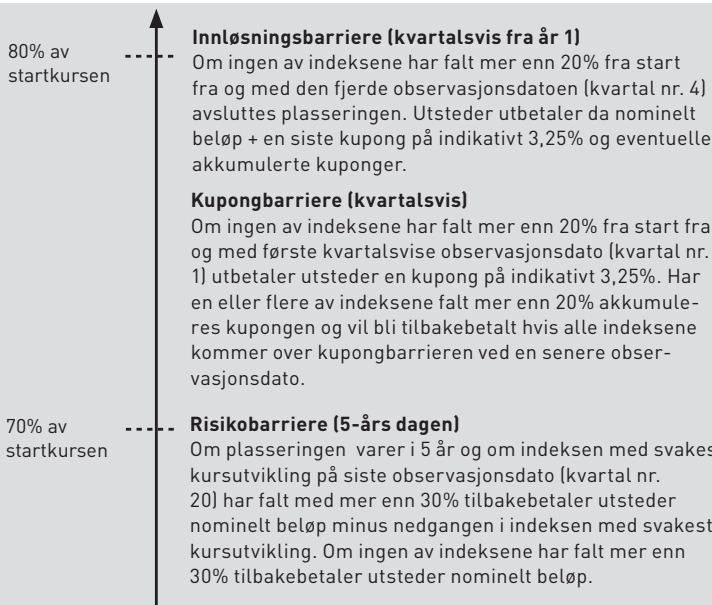 80% av
startkursen
Innløsningsbarriere (kvartalsvis fra år 1)
Om ingen av indeksene har falt mer enn 20% fra start
fra og med den fjerde observasjonsdatoen (kvartal nr. 4)
avsluttes plasseringen. Utsteder utbetaler da nominelt
beløp + en siste kupong på indikativt 3,25% og eventuelle
akkumulerte kuponger.
Kupongbarriere (kvartalsvis)
Om ingen av indeksene har falt mer enn 20% fra start fra
og med første kvartalsvise observasjonsdato (kvartal nr.
1) utbetaler utsteder en kupong på indikativt 3,25%. Har
en eller flere av indeksene falt mer enn 20% akkumule-
res kupongen og vil bli tilbakebetalt hvis alle indeksene
kommer over kupongbarrieren ved en senere obser-
vasjonsdato.
70% av
startkursen
Risikobarriere (5-års dagen)
Om plasseringen varer i 5 år og om indeksen med svakes
kursutvikling på siste observasjonsdato (kvartal nr.
20) har falt med mer enn 30% tilbakebetaler utsteder
nominelt beløp minus nedgangen i indeksen med svakest
kursutvikling. Om ingen av indeksene har falt mer enn
30% tilbakebetaler utsteder nominelt beløp.